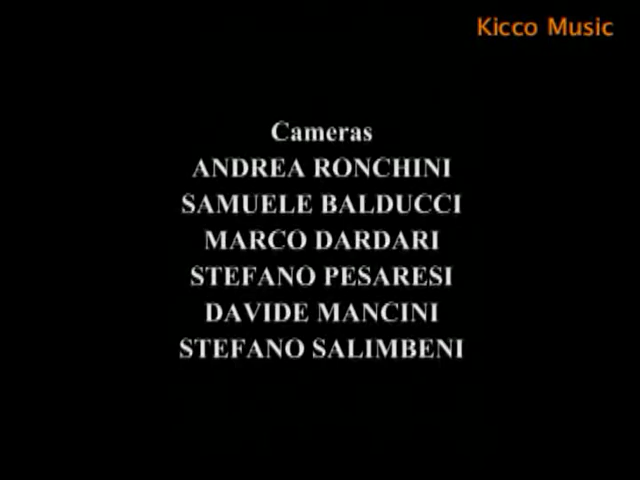 Kicco Music
Cameras
ANDREA RONCHINI
SAMUELE BALDUCCI
MARCO DARDARI
STEFANO PESARESI
DAVIDE MANCINI
STEFANO SALIMBENI